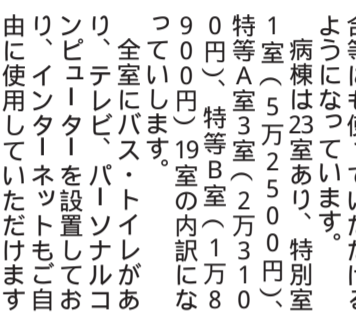 合等にも使っていただける
ようになっています。
病棟は23室あり、特別室
1室（5万2500円）、
特等A室3室（2万310
0円）、特等B室（1万8
900円）19室の内訳にな
っていします。
全室にバス・トイレがあ
り、テレビ、パーソナルコ
ンピューターを設置してお
り、インターネットもご自
由に使用していただけます